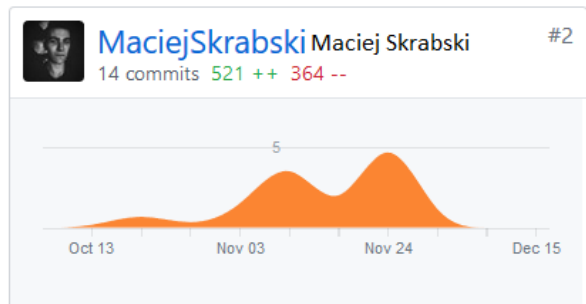 MaciejSkrabski Maciej Skrabski #2
14 commits 521 ++ 364 --
5
Oct 13 Nov 03 Nov 24 Dec 15